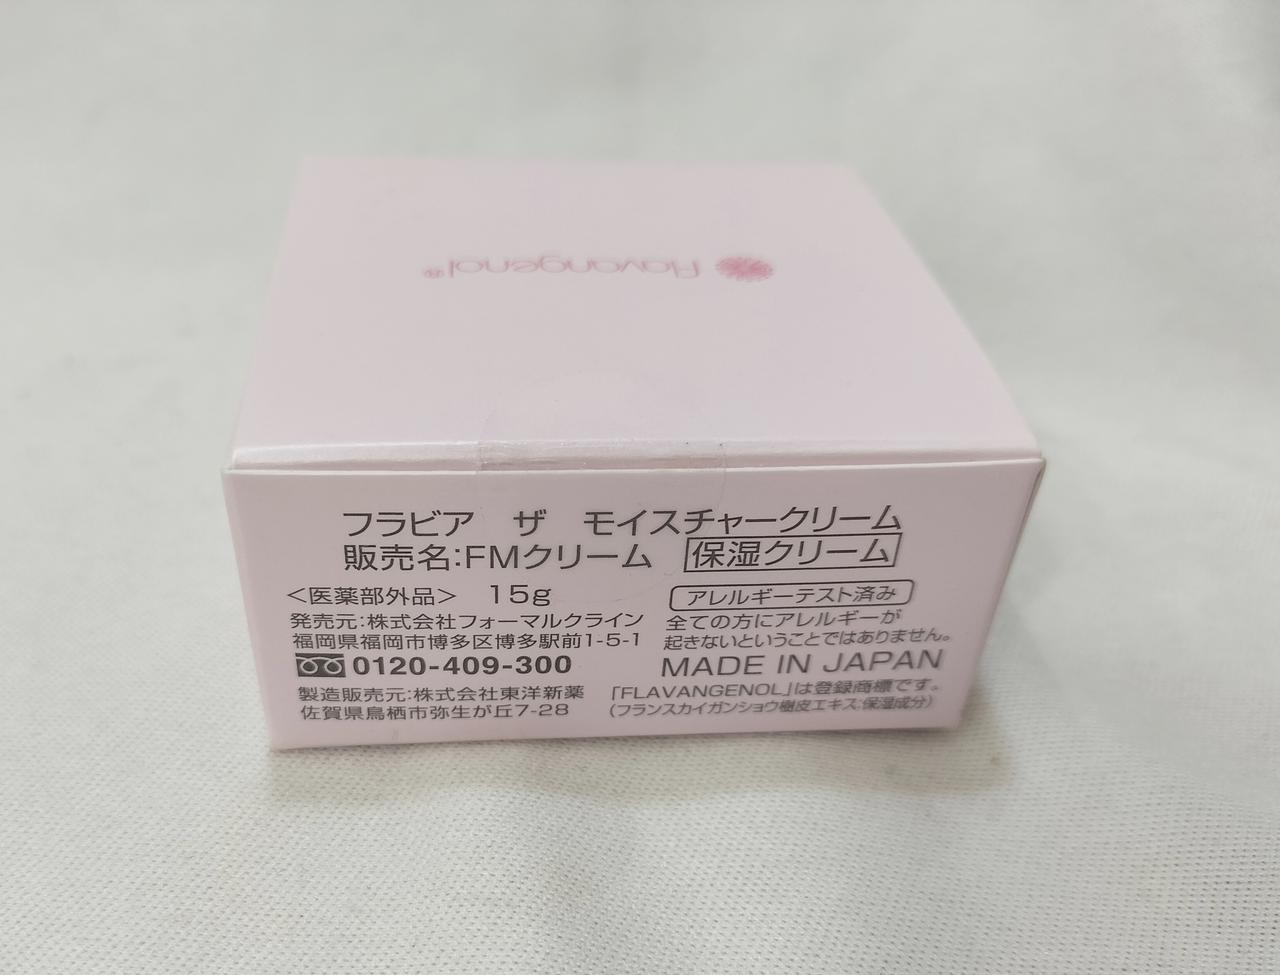 Flavangenol®
フラビア ザ モイスチャークリーム
販売名:FMクリーム 保湿クリーム
<医薬部外品> 15g
発売元:株式会社フォーマルクライン
福岡県福岡市博多区博多駅前1-5-1
0120-409-300
製造販売元:株式会社東洋新薬
佐賀県鳥栖市弥生が丘7-28
アレルギーテスト済み
全ての方にアレルギーが
起きないということではありません。
MADE IN JAPAN
「FLAVANGENOL」は登録商標です。
(フランスカイガンショウ樹皮エキス:保湿成分)